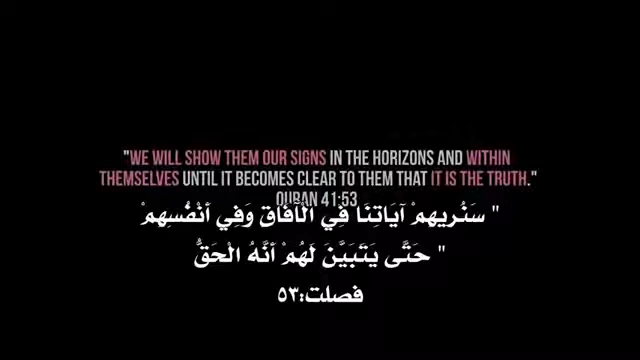 "WE WILL SHOW THEM OUR SIGNS IN THE HORIZONS AND WITHIN
THEMSELVES UNTIL IT BECOMES CLEAR TO THEM THAT IT IS THE TRUTH."
QURAN 41:53
" سَنُريهِمْ آيَاتِنَا فِي الْآفَاقِ وَفِي أَنْفُسِهِمْ
حَتَّى يَتَبَيَّنَ لَهُمْ أَنَّهُ الْحَقُّ "
فصلت:٥٣